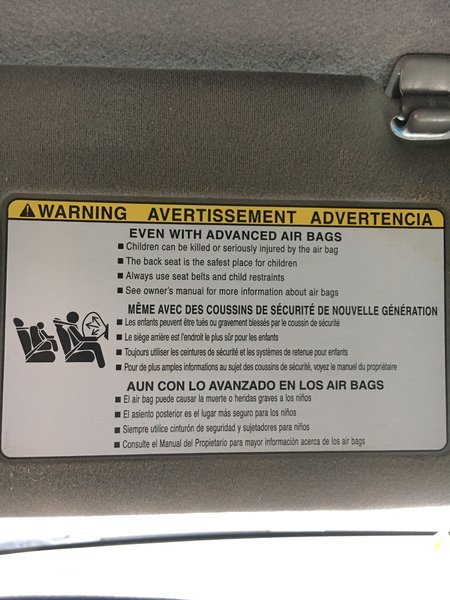 WARNING AVERTISSEMENT ADVERTENCIA
EVEN WITH ADVANCED AIR BAGS
■ Children can be killed or seriously injured by the air bag
■ The back seat is the safest place for children
■ Always use seat belts and child restraints
■ See owner's manual for more information about air bags
MÊME AVEC DES COUSSINS DE SÉCURITÉ DE NOUVELLE GÉNÉRATION
■ Les enfants peuvent être tués ou gravement blessés par le coussin de sécurité
■ Le siège arrière est l'endroit le plus sûr pour les enfants
■ Toujours utiliser les ceintures de sécurité et les systèmes de retenue pour enfants
■ Pour de plus amples informations au sujet des coussins de sécurité, voyez le manuel du propriétaire
AUN CON LO AVANZADO EN LOS AIR BAGS
■ El air bag puede causar la muerte o heridas graves a los niños
■ El asiento posterior es el lugar más seguro para los niños
■ Siempre utilice cinturón de seguridad y sujetadores para niños
■ Consulte el Manual del Propietario para mayor información acerca de los air bags